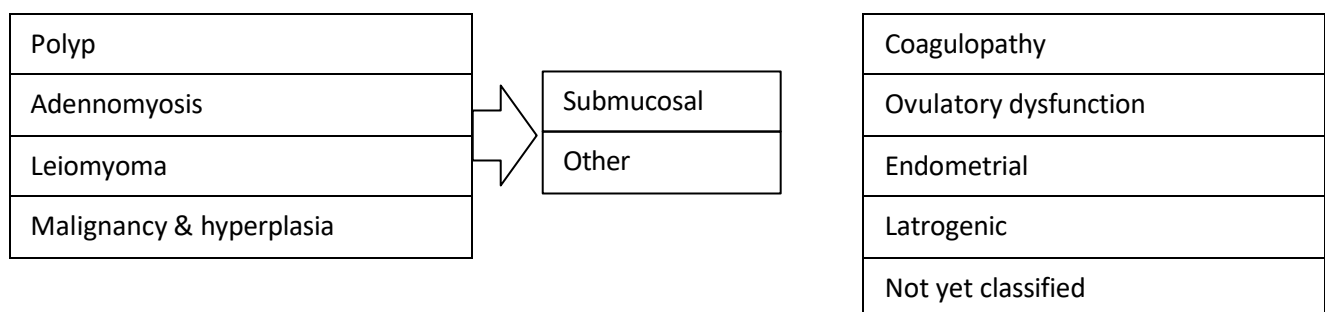 Polyp
Adennomyosis
Leiomyoma
Malignancy & hyperplasia
Submucosal
Other
Coagulopathy
Ovulatory dysfunction
Endometrial
Latrogenic
Not yet classified